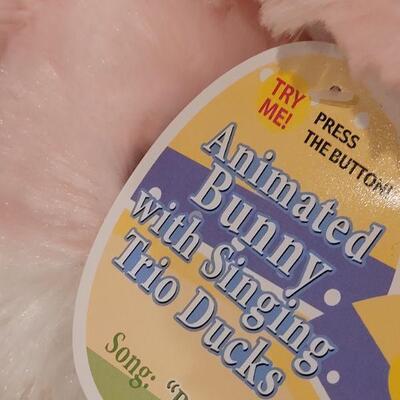 TRY
ME!
PRESS
THE BUTTON!
Animated
Bunny
with Singing
Trio Ducks
Song: